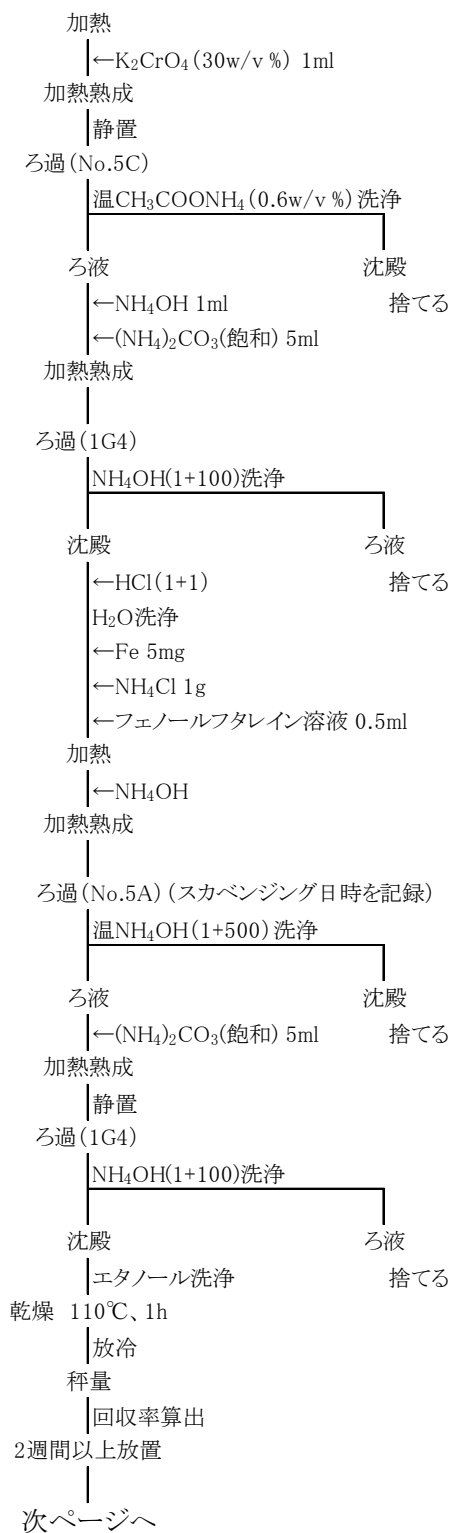 加熱
←K₂CrO₄(30w/v %) 1ml
加熱熟成
静置
ろ過(No.5C)
温CH₃COONH₄(0.6w/v %)洗浄
ろ液 沈殿
←NH₄OH 1ml 捨てる
←(NH₄)₂CO₃(飽和) 5ml
加熱熟成
ろ過(1G4)
NH₄OH(1+100)洗浄
沈殿 ろ液
←HCl(1+1) 捨てる
H₂O洗浄
←Fe 5mg
←NH₄Cl 1g
←フェノールフタレイン溶液 0.5ml
加熱
←NH₄OH
加熱熟成
ろ過(No.5A) (スカベンジング日時を記録)
温NH₄OH(1+500)洗浄
ろ液 沈殿
←(NH₄)₂CO₃(飽和) 5ml 捨てる
加熱熟成
静置
ろ過(1G4)
NH₄OH(1+100)洗浄
沈殿 ろ液
エタノール洗浄 捨てる
乾燥 110℃、1h
放冷
秤量
回収率算出
2週間以上放置
次ページへ